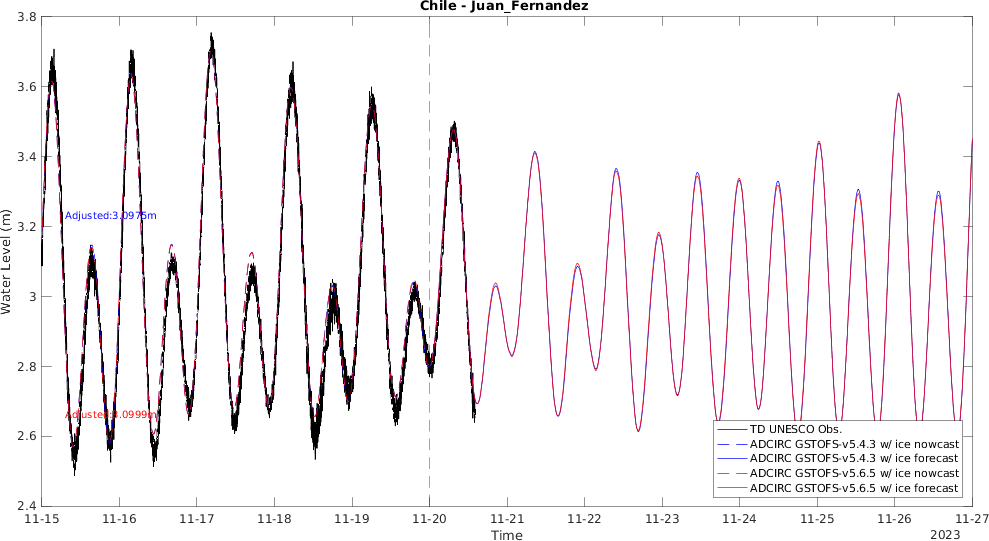 Chile - Juan_Fernandez
3.8
3.6
3.4
3.2
3
2.8
2.6
2.4
Water Level (m)
Adjusted:3.0975m
Adjusted:3.0999m
TD UNESCO Obs.
ADCIRC GSTOFS-v5.4.3 w/ ice nowcast
ADCIRC GSTOFS-v5.4.3 w/ ice forecast
ADCIRC GSTOFS-v5.6.5 w/ ice nowcast
ADCIRC GSTOFS-v5.6.5 w/ ice forecast
11-15 11-16 11-17 11-18 11-19 11-20 11-21 11-22 11-23 11-24 11-25 11-26 11-27
Time
2023